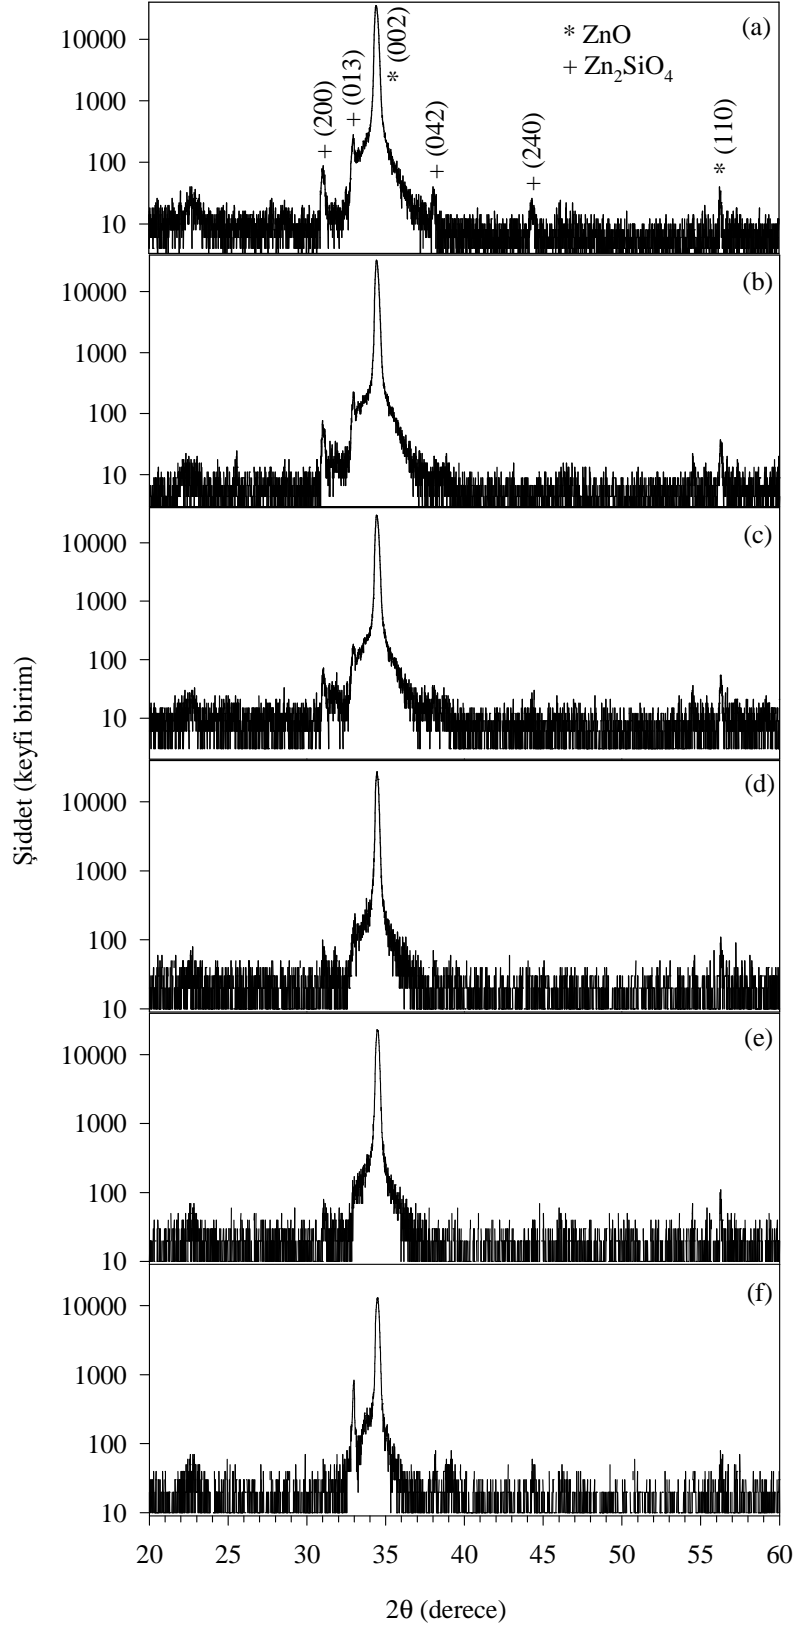 (a)
* ZnO
+ Zn₂SiO₄
+ (200)
+ (013)
* (002)
+ (042)
+ (240)
* (110)
10000
1000
100
10
(b)
10000
1000
100
10
(c)
10000
1000
100
10
(d)
10000
1000
100
10
(e)
10000
1000
100
10
(f)
10000
1000
100
10
Şiddet (keyfi birim)
20 25 30 35 40 45 50 55 60
2θ (derece)